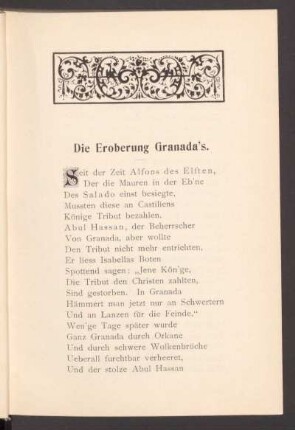 Die Eroberung Granada's.
Seit der Zeit Alfons des Elften,
Der die Mauren in der Eb'ne
Des Salado einst besiegte,
Mussten diese an Castiliens
Könige Tribut bezahlen.
Abul Hassan, der Beherrscher
Von Granada, aber wollte
Den Tribut nicht mehr entrichten.
Er liess Isabellas Boten
Spottend sagen: „Jene Kön'ge,
Die Tribut den Christen zahlten,
Sind gestorben. In Granada
Hämmert man jetzt nur an Schwertern
Und an Lanzen für die Feinde.“
Wen'ge Tage später wurde
Ganz Granada durch Orkane
Und durch schwere Wolkenbrüche
Ueberall furchtbar verheeret,
Und der stolze Abul Hassan